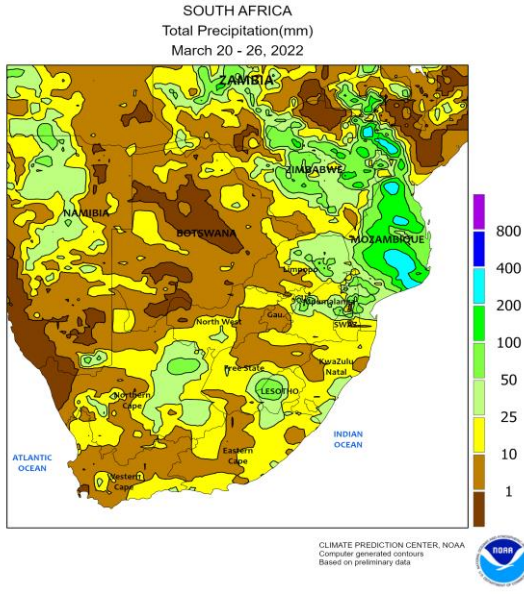 SOUTH AFRICA
Total Precipitation(mm)
March 20 - 26, 2022
ZAMBIA
ZIMBABWE
NAMIBIA
BOTSWANA
MOZAMBIQUE
Limpopo
Mpumalanga
North West
Gau.
SWAZ.
Free State
KwaZulu
Natal
Northern
Cape
LESOTHO
Eastern
Cape
Western
Cape
ATLANTIC
OCEAN
INDIAN
OCEAN
800
400
200
100
50
25
10
1
CLIMATE PREDICTION CENTER, NOAA
Computer generated contours
Based on preliminary data
NOAA